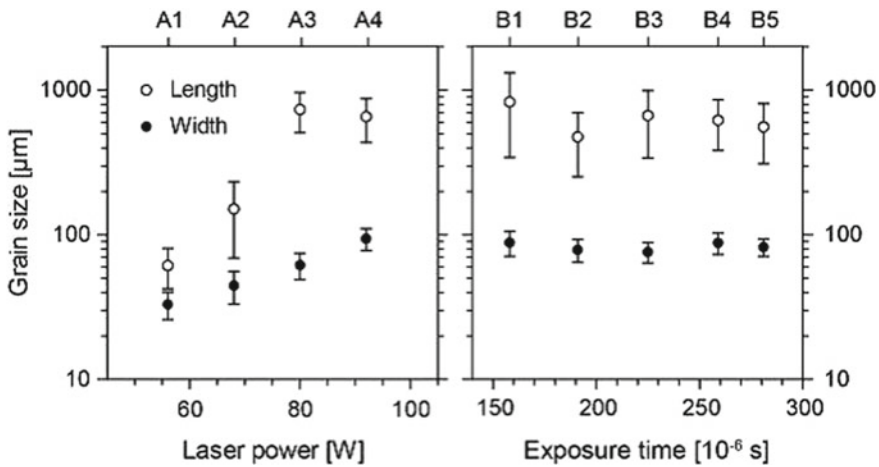 A1 A2 A3 A4 B1 B2 B3 B4 B5
1000 1000
Length
Width
100 100
10 10
Grain size [µm]
60 80 100 150 200 250 300
Laser power [W] Exposure time [10⁻⁶ s]